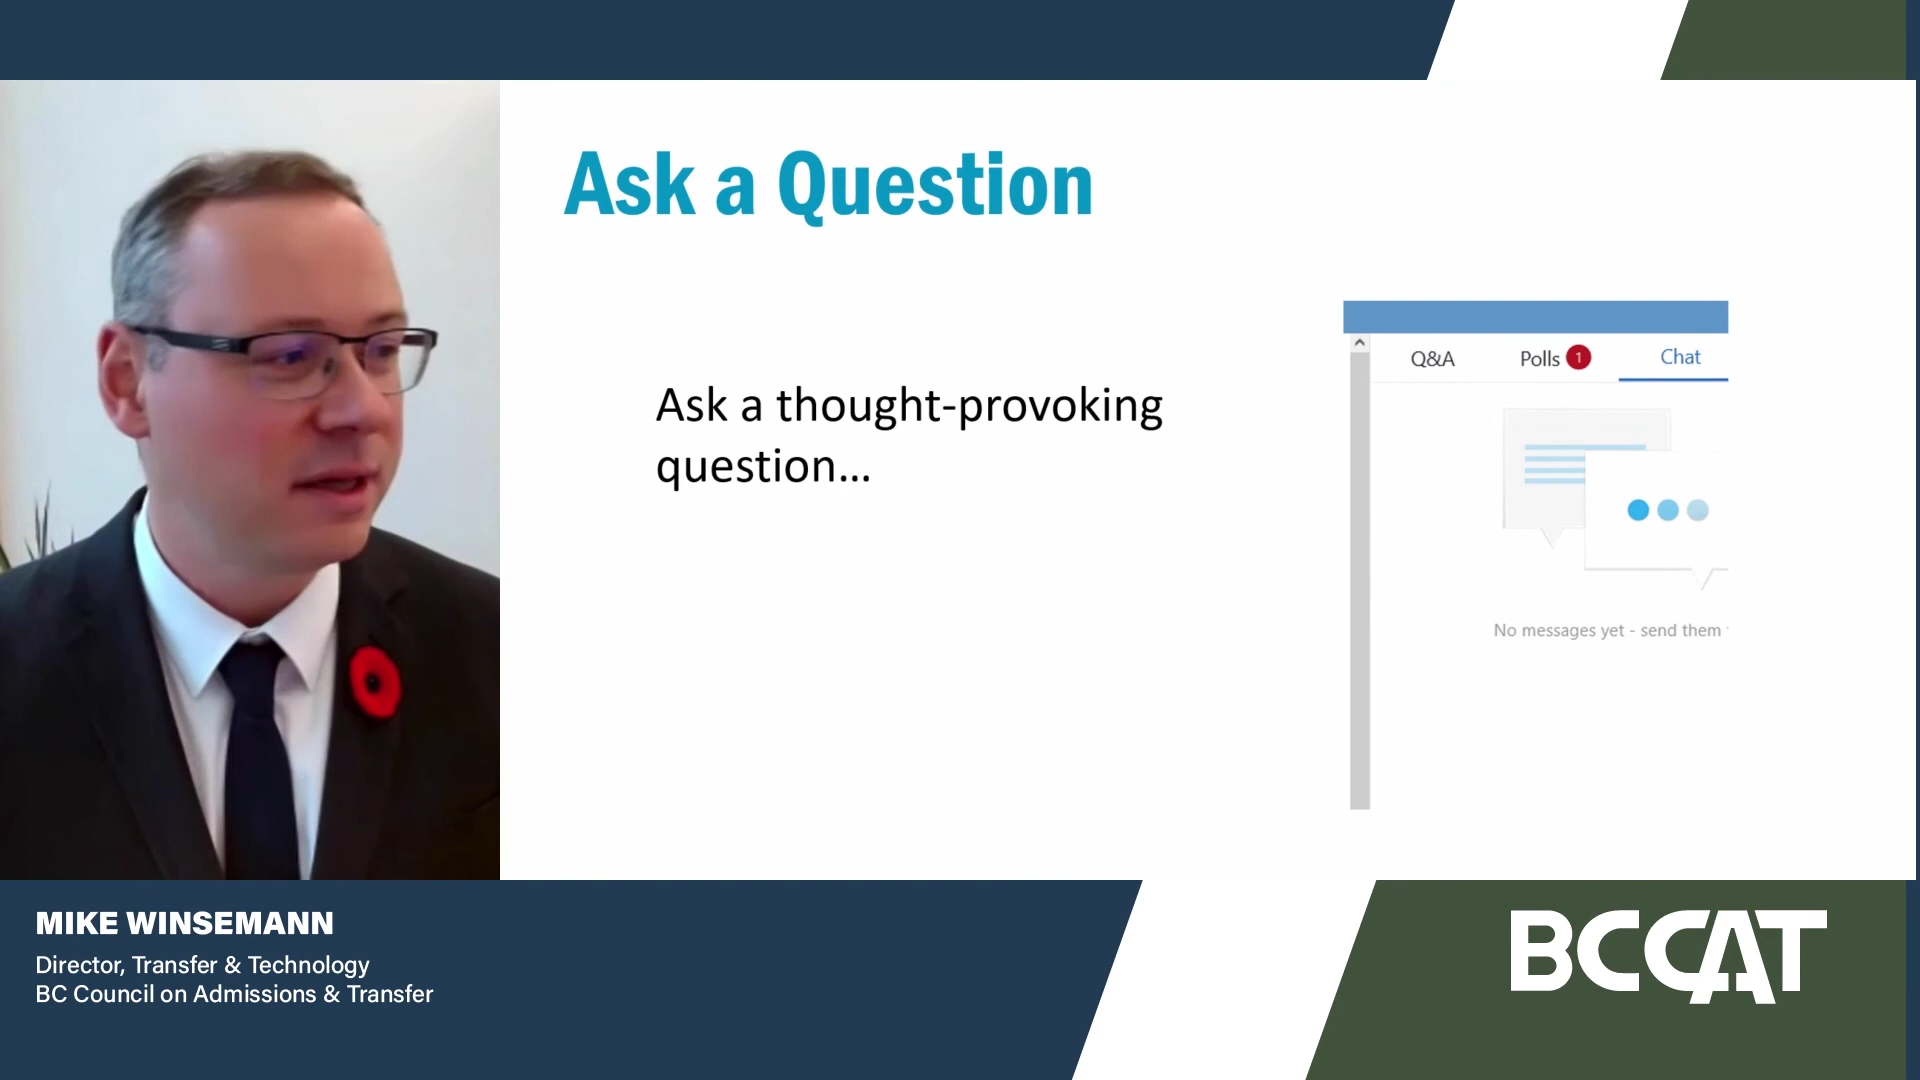 Ask a Question
Ask a thought-provoking
question...
Q&A Polls 1 Chat
No messages yet - send them
MIKE WINSEMANN
Director, Transfer & Technology
BC Council on Admissions & Transfer
BCCAT